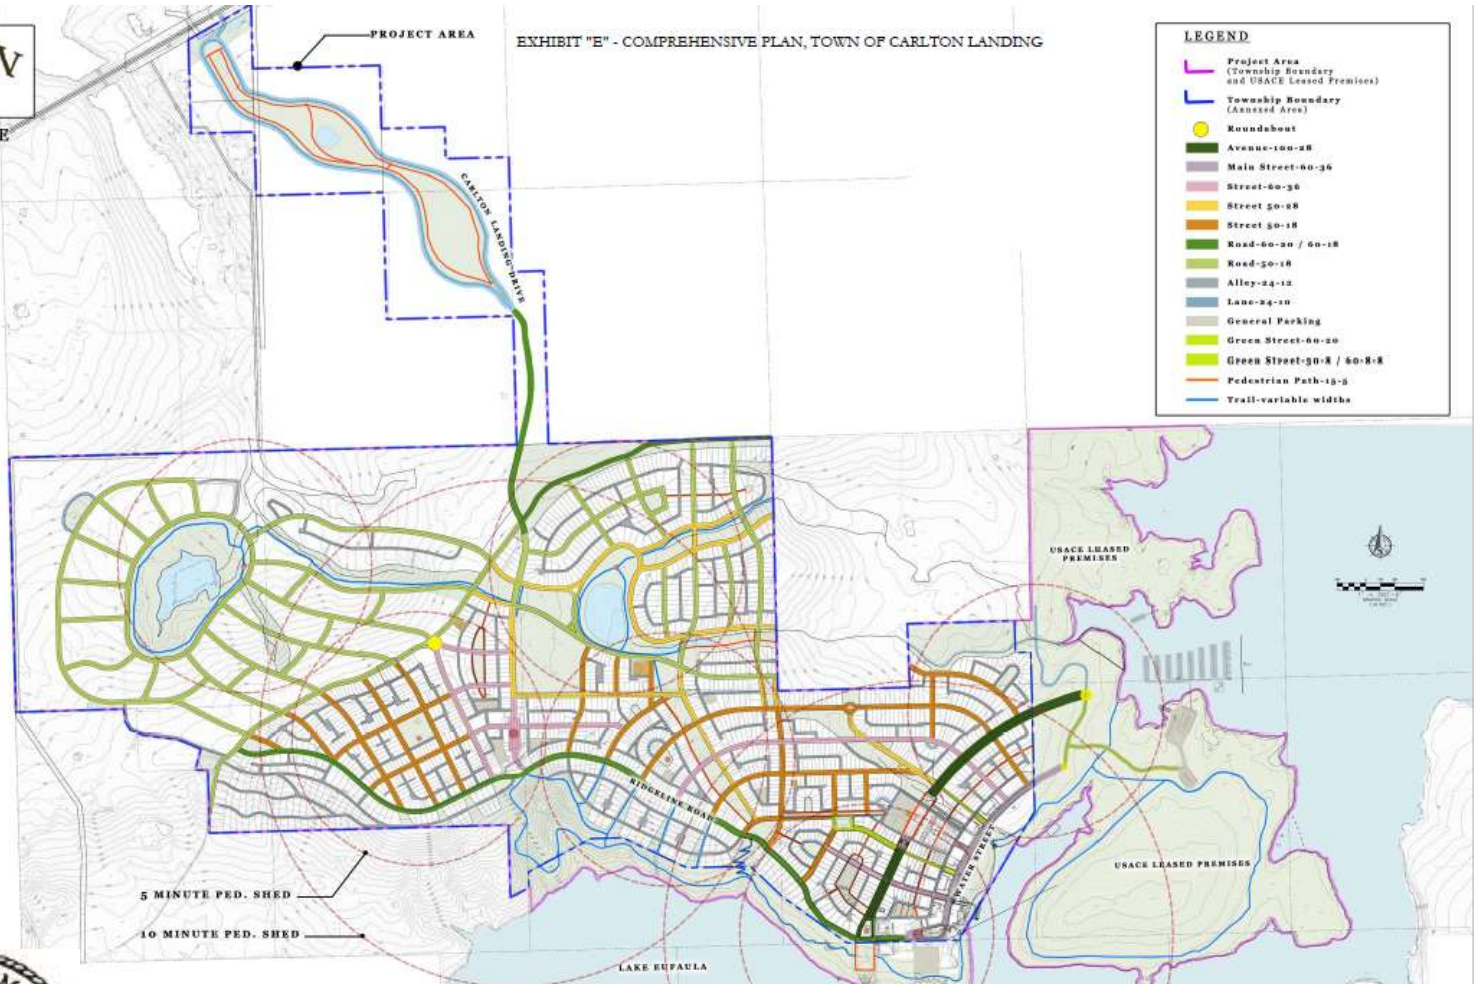 V
E
PROJECT AREA
EXHIBIT "E" - COMPREHENSIVE PLAN, TOWN OF CARLTON LANDING
LEGEND
Project Area
(Township Boundary
and USACE Leased Premises)
Township Boundary
(Annexed Area)
Roundabout
Avenue-100-28
Main Street-60-36
Street-60-36
Street 50-28
Street 50-18
Road-60-20 / 60-18
Road-50-18
Alley-24-12
Lane-24-10
General Parking
Green Street-60-20
Green Street-50-8 / 60-8-8
Pedestrian Path-15-5
Trail-variable widths
CARLTON LANDING DRIVE
USACE LEASED
PREMISES
RIDGELINE ROAD
WATER STREET
USACE LEASED PREMISES
5 MINUTE PED. SHED
10 MINUTE PED. SHED
LAKE EUFAULA